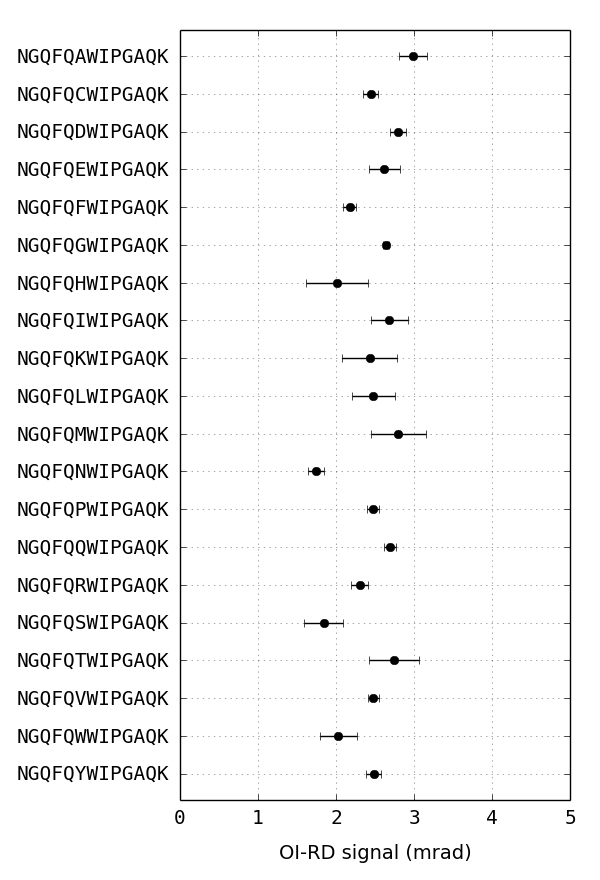 NGQFQAWIPGAQK
NGQFQCWIPGAQK
NGQFQDWIPGAQK
NGQFQEWIPGAQK
NGQFQFWIPGAQK
NGQFQGWIPGAQK
NGQFQHWIPGAQK
NGQFQIWIPGAQK
NGQFQKWIPGAQK
NGQFQLWIPGAQK
NGQFQMWIPGAQK
NGQFQNWIPGAQK
NGQFQPWIPGAQK
NGQFQQWIPGAQK
NGQFQRWIPGAQK
NGQFQSWIPGAQK
NGQFQTWIPGAQK
NGQFQVWIPGAQK
NGQFQWWIPGAQK
NGQFQYWIPGAQK
0 1 2 3 4 5
OI-RD signal (mrad)